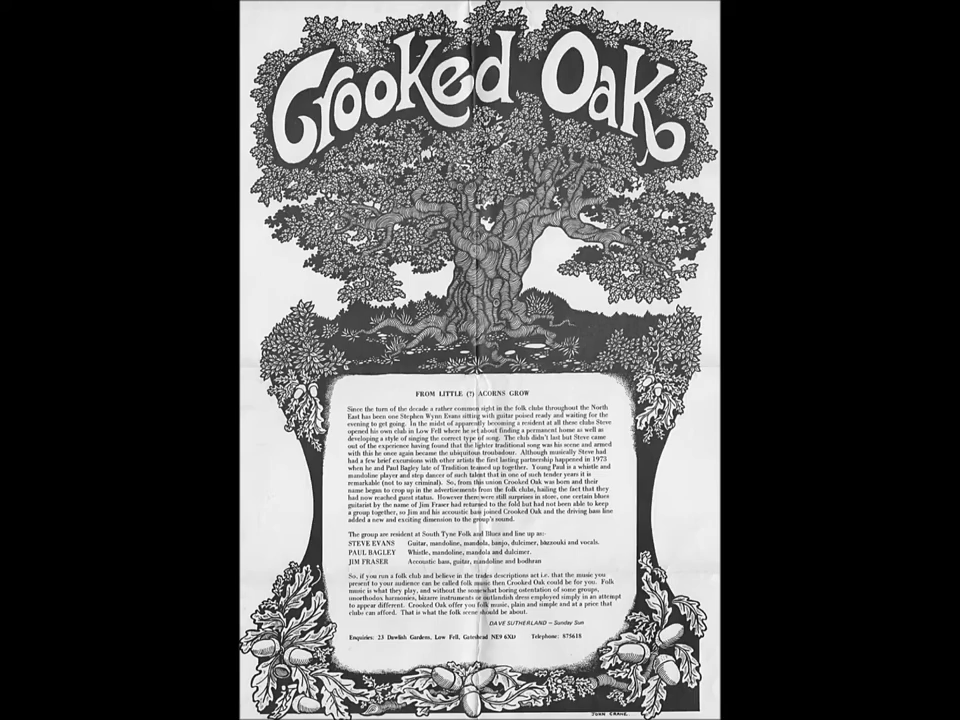 Crooked Oak
FROM LITTLE (?) ACORNS GROW
Since the turn of the decade a rather common sight in the folk clubs throughout the North
East has been one Stephen Wynn Evans sitting with guitar poised ready and waiting for the
evening to get going. In the midst of apparently becoming a resident at all these clubs Steve
opened his own club in Low Fell where he set about finding a permanent home as well as
developing a style of singing the correct type of song. The club didn't last but Steve came
out of the experience having found that the lighter traditional song was his scene and armed
with this he once again became the ubiquitous troubadour. Although musically Steve had
had a few brief excursions with other artists the first lasting partnership happened in 1973
when he and Paul Bagley late of Tradition teamed up together. Young Paul is a whistle and
mandoline player and step dancer of such talent that in one of such tender years it is
remarkable (not to say criminal). So, from this union Crooked Oak was born and their
name began to crop up in the advertisements from the folk clubs, hailing the fact that they
had now reached guest status. However there were still surprises in store, one certain blues
guitarist by the name of Jim Fraser had returned to the fold but had not been able to keep
a group together, so Jim and his accoustic bass joined Crooked Oak and the driving bass line
added a new and exciting dimension to the group's sound.
The group are resident at South Tyne Folk and Blues and line up as:-
STEVE EVANS Guitar, mandoline, mandola, banjo, dulcimer, bluzouki and vocals.
PAUL BAGLEY Whistle, mandoline, mandola and dulcimer.
JIM FRASER Accoustic bass, guitar, mandoline and bodhran
So, if you run a folk club and believe in the trades descriptions act i.e. that the music you
present to your audience can be called folk music then Crooked Oak could be for you. Folk
music is what they play, and without the somewhat boring ostentation of some groups,
unorthodox harmonies, bizarre instruments or outlandish dress employed singly in an attempt
to appear different. Crooked Oak offer you folk music, plain and simple and at a price that
clubs can afford. That is what the folk scene should be about.
DAVE SUTHERLAND — Sunday Sun
Enquiries: 23 Dawlish Gardens, Low Fell, Gateshead NE9 6XD Telephone: 875618
JOHN CRANE.